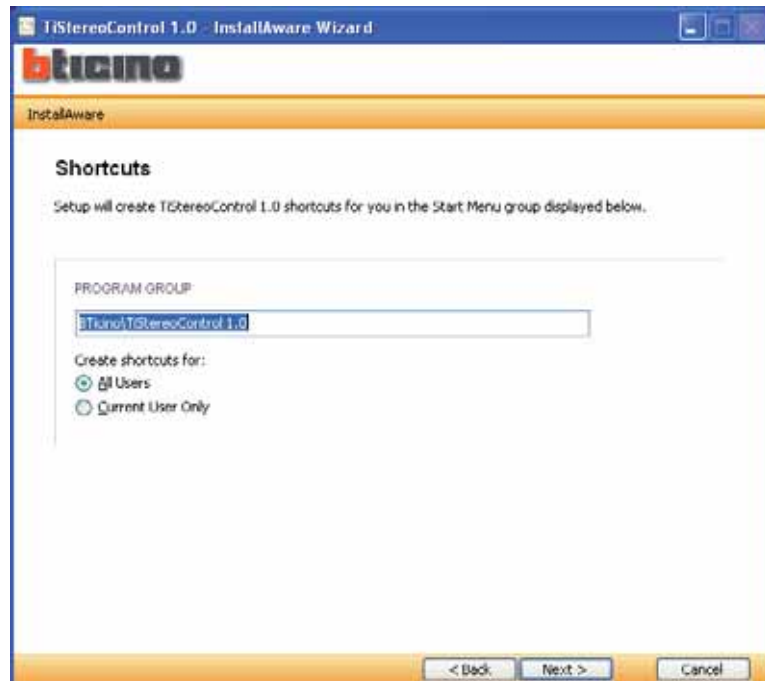 TiStereoControl 1.0 - InstallAware Wizard
bticino
InstallAware
Shortcuts
Setup will create TiStereoControl 1.0 shortcuts for you in the Start Menu group displayed below.
PROGRAM GROUP
BTicino\TiStereoControl 1.0
Create shortcuts for:
All Users
Current User Only
< Back Next > Cancel